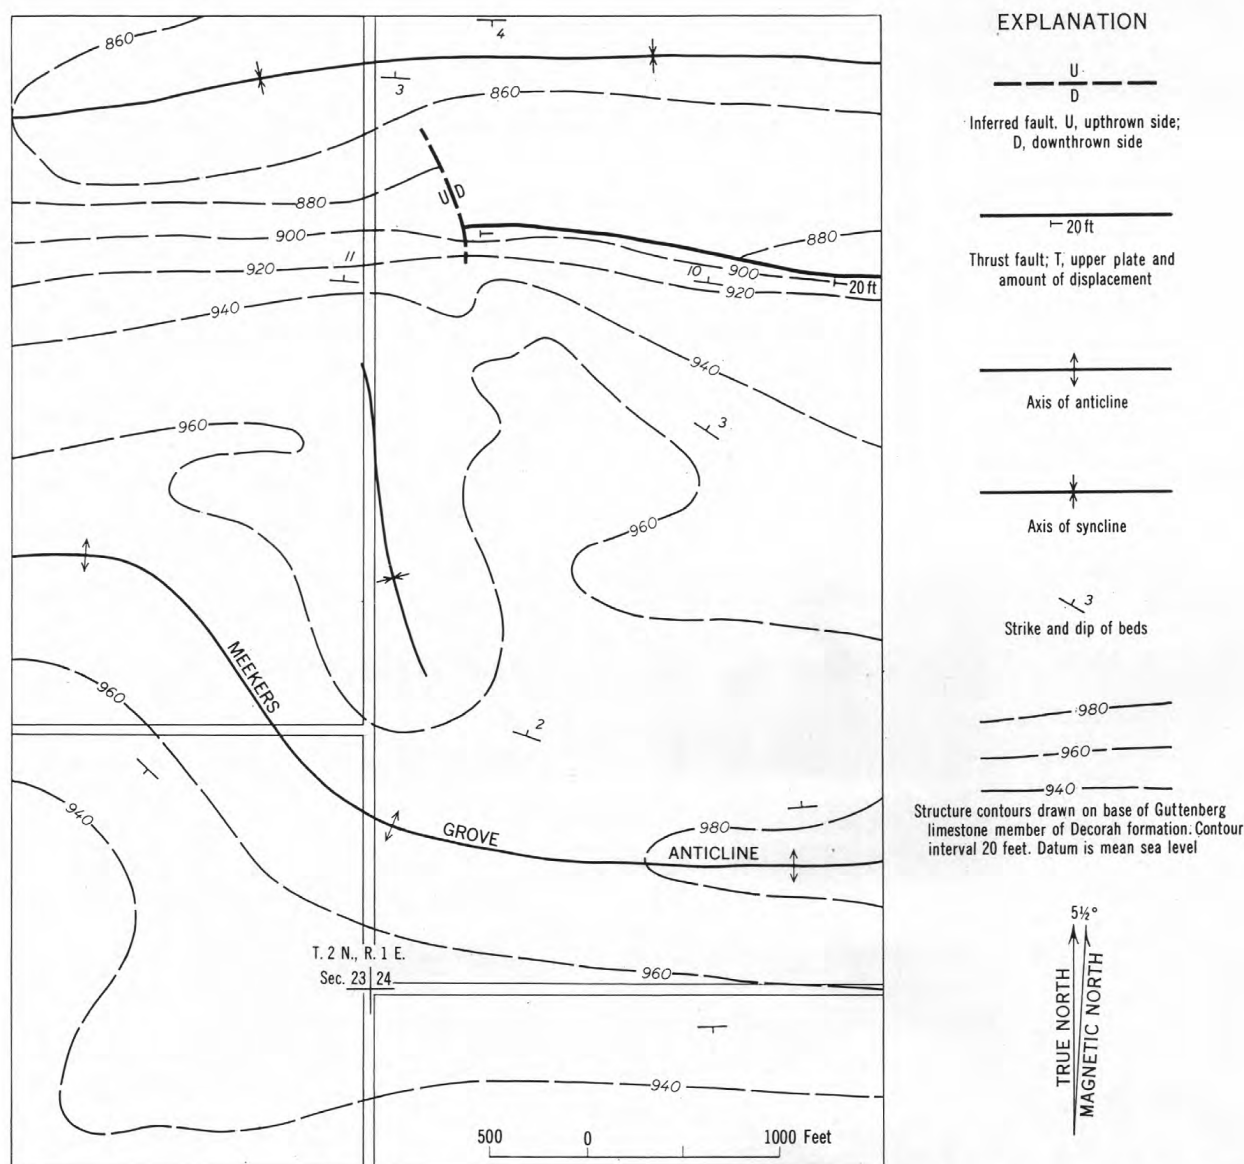 EXPLANATION
U
D
Inferred fault. U, upthrown side;
D, downthrown side
20 ft
Thrust fault; T, upper plate and
amount of displacement
Axis of anticline
Axis of syncline
3
Strike and dip of beds
980
960
940
Structure contours drawn on base of Guttenberg
limestone member of Decorah formation. Contour
interval 20 feet. Datum is mean sea level
5½°
TRUE NORTH
MAGNETIC NORTH
860
4
3
860
U
D
880
880
900
11
10
900
920
920
20 ft
940
940
960
3
960
MEEKERS
960
2
940
980
GROVE
ANTICLINE
T. 2 N., R. 1 E.
Sec. 23 24
960
940
500 0 1000 Feet